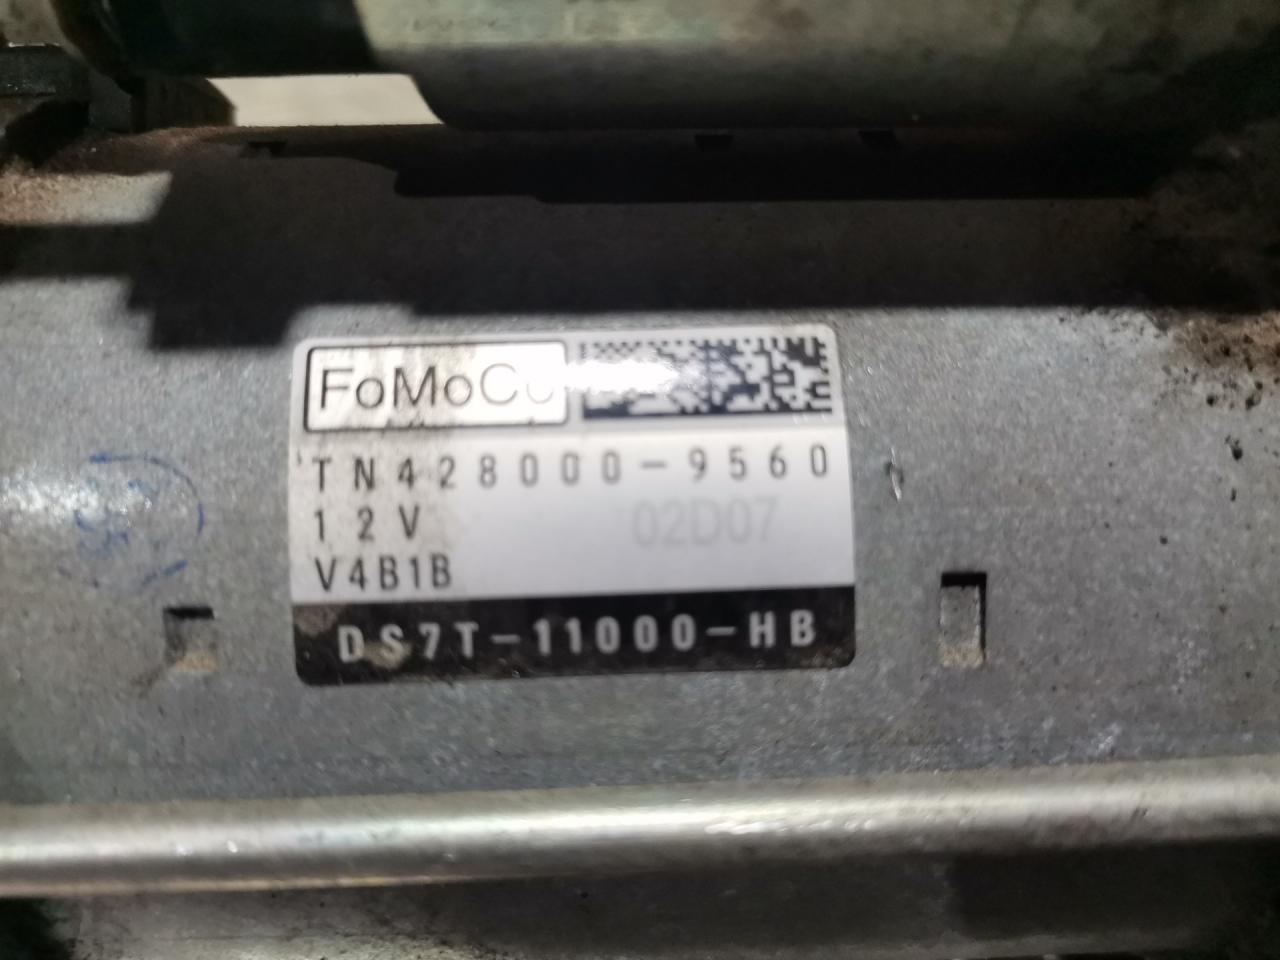 FoMoCo
TN428000-9560
12V 02D07
V4B1B
DS7T-11000-HB